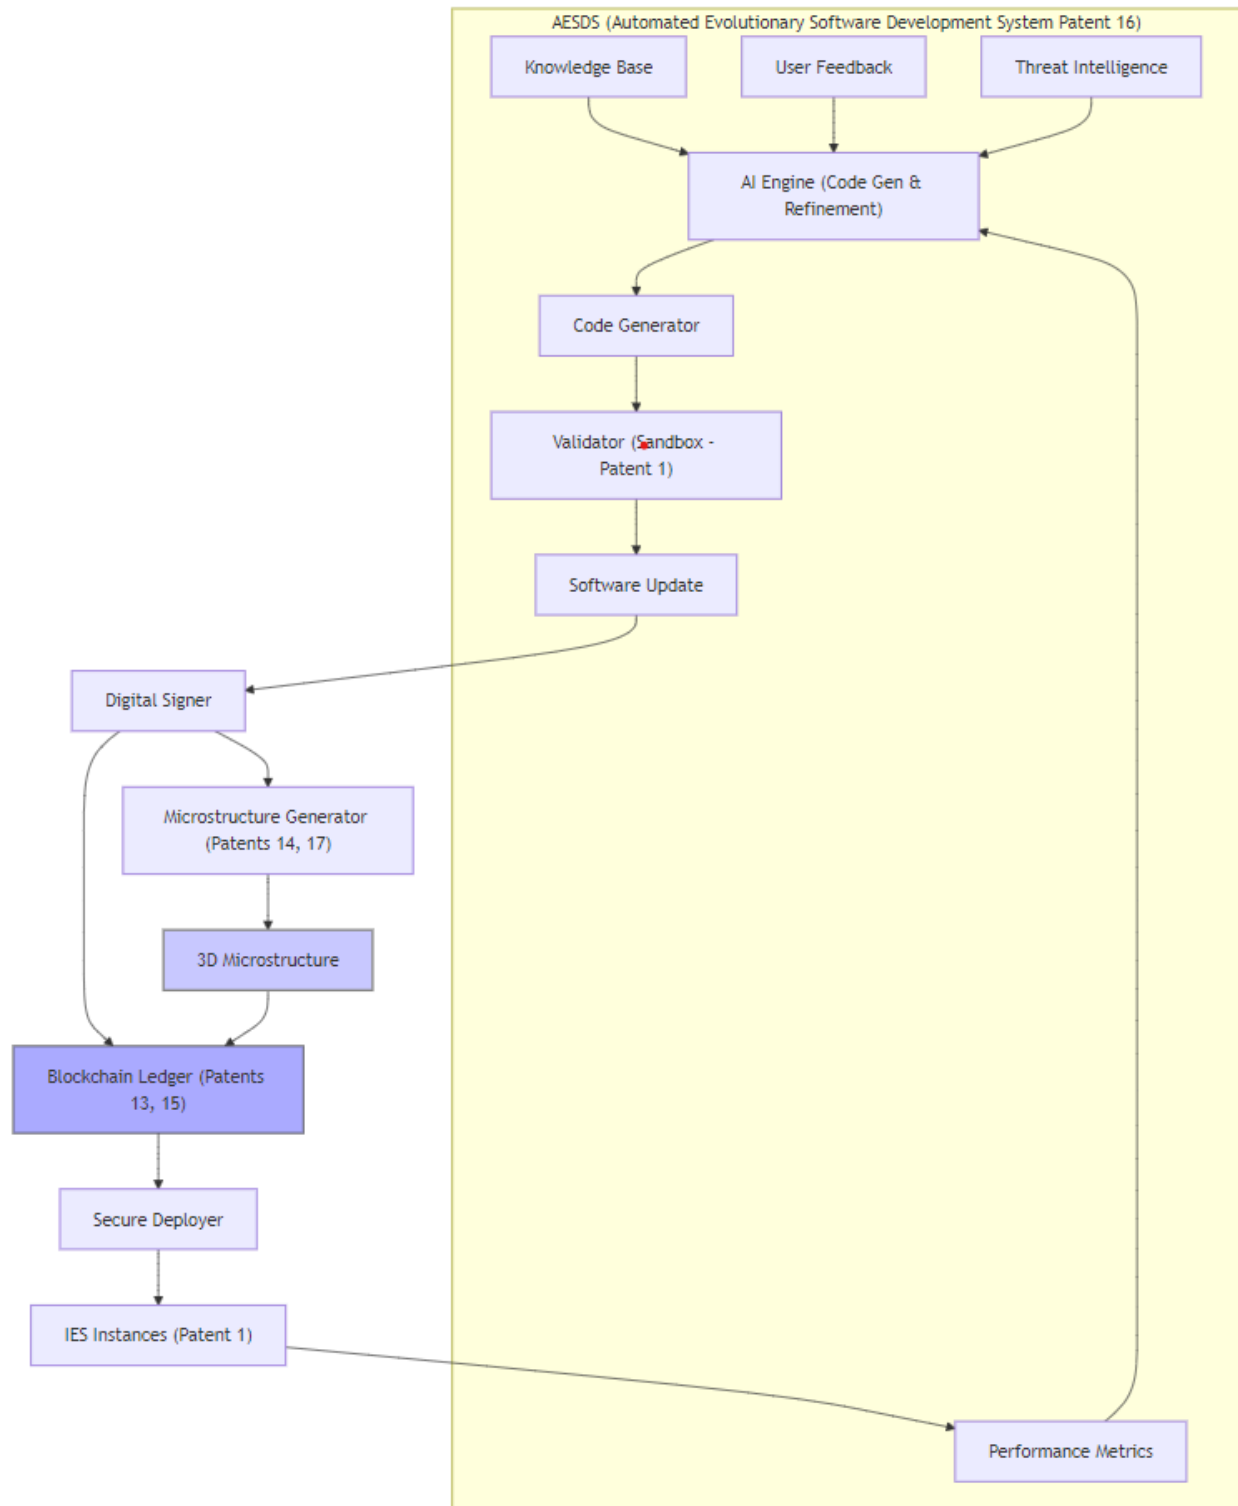 AESDS (Automated Evolutionary Software Development System Patent 16)
Knowledge Base
User Feedback
Threat Intelligence
AI Engine (Code Gen &
Refinement)
Code Generator
Validator (Sandbox -
Patent 1)
Software Update
Digital Signer
Microstructure Generator
(Patents 14, 17)
3D Microstructure
Blockchain Ledger (Patents
13, 15)
Secure Deployer
IES Instances (Patent 1)
Performance Metrics